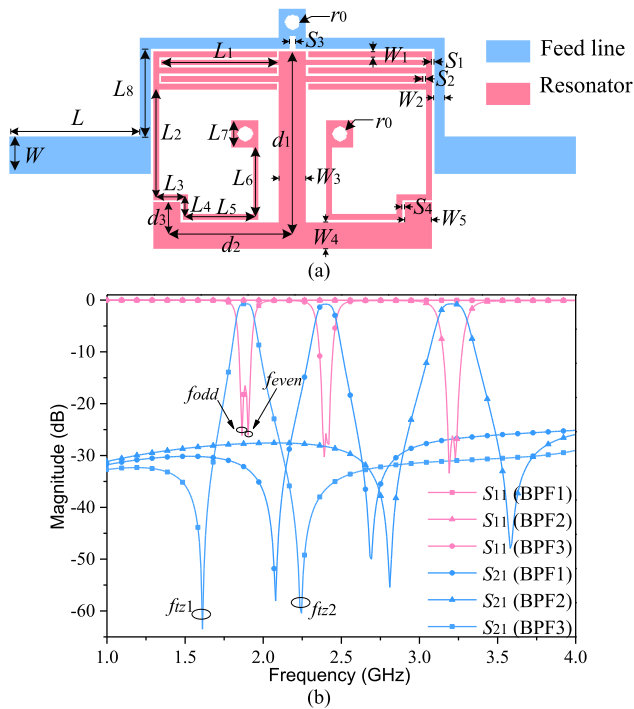 r0
S3
L1
W1
S1
S2
Feed line
L8
W2
Resonator
L
L2
L7
d1
r0
W
L6
W3
L3
L4
L5
S4
d3
d2
W4
W5
(a)
0
-10
-20
-30
-40
-50
-60
Magnitude (dB)
fodd
feven
S11 (BPF1)
S11 (BPF2)
S11 (BPF3)
S21 (BPF1)
S21 (BPF2)
S21 (BPF3)
ftz1
ftz2
1.0 1.5 2.0 2.5 3.0 3.5 4.0
Frequency (GHz)
(b)